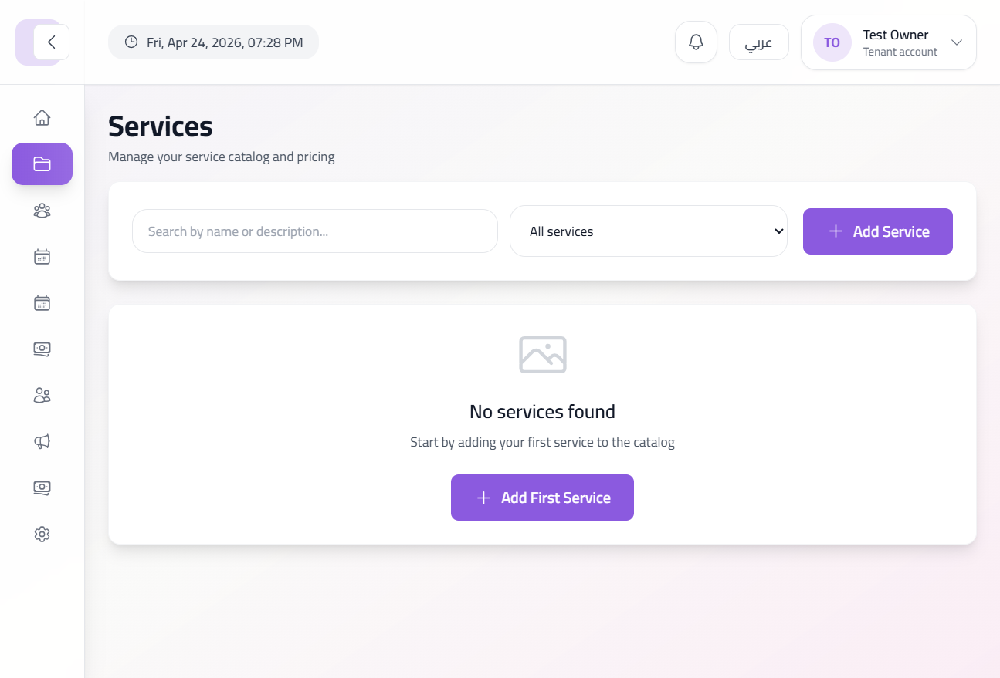 Fri, Apr 24, 2026, 07:28 PM
عربي
TO
Test Owner
Tenant account
Services
Manage your service catalog and pricing
Search by name or description...
All services
Add Service
No services found
Start by adding your first service to the catalog
Add First Service